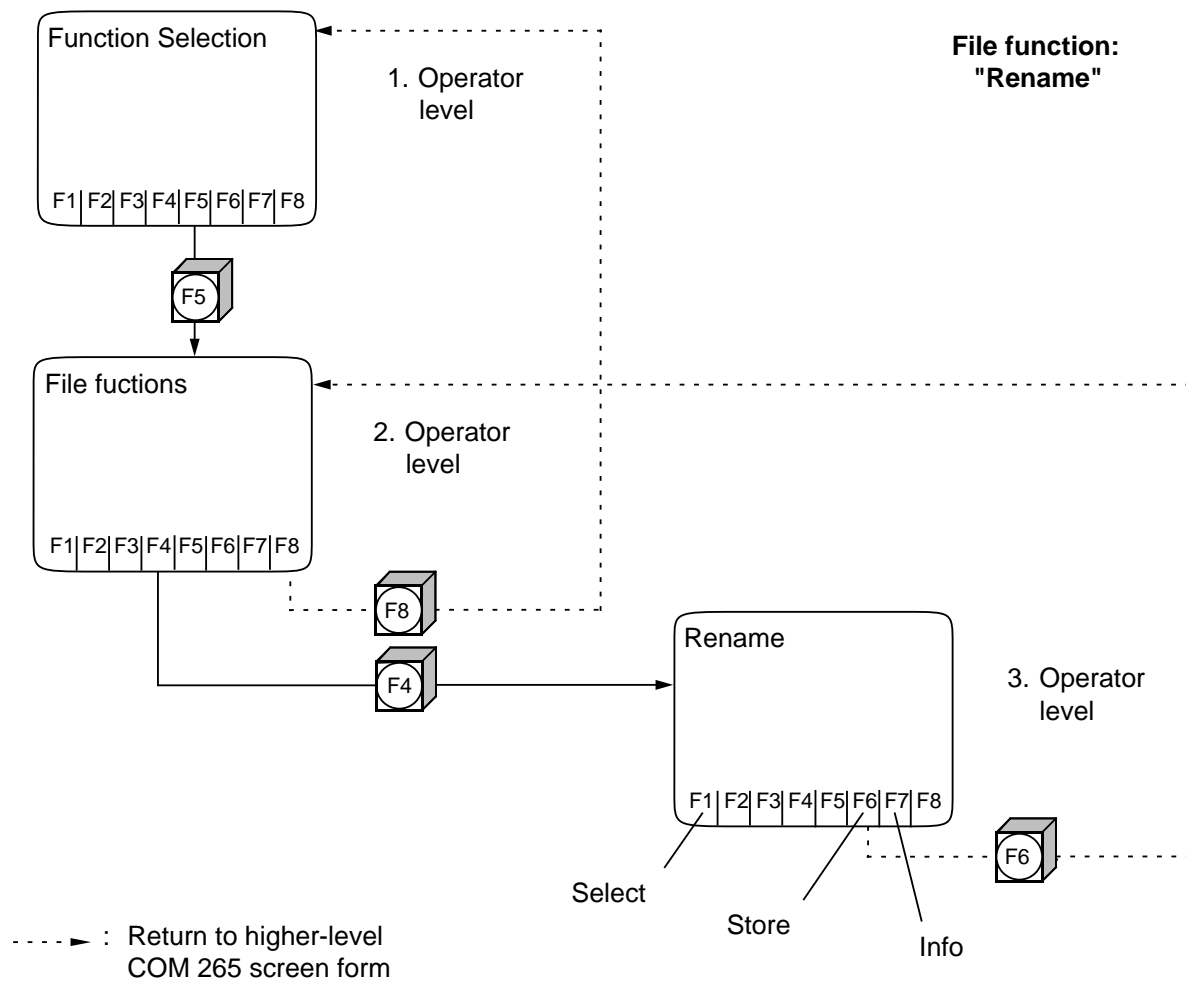 Function Selection
File function:
"Rename"
1. Operator
level
F1 F2 F3 F4 F5 F6 F7 F8
F5
File fuctions
2. Operator
level
F1 F2 F3 F4 F5 F6 F7 F8
F8
F4
Rename
3. Operator
level
F1 F2 F3 F4 F5 F6 F7 F8
F6
Select
Store
Info
: Return to higher-level
COM 265 screen form